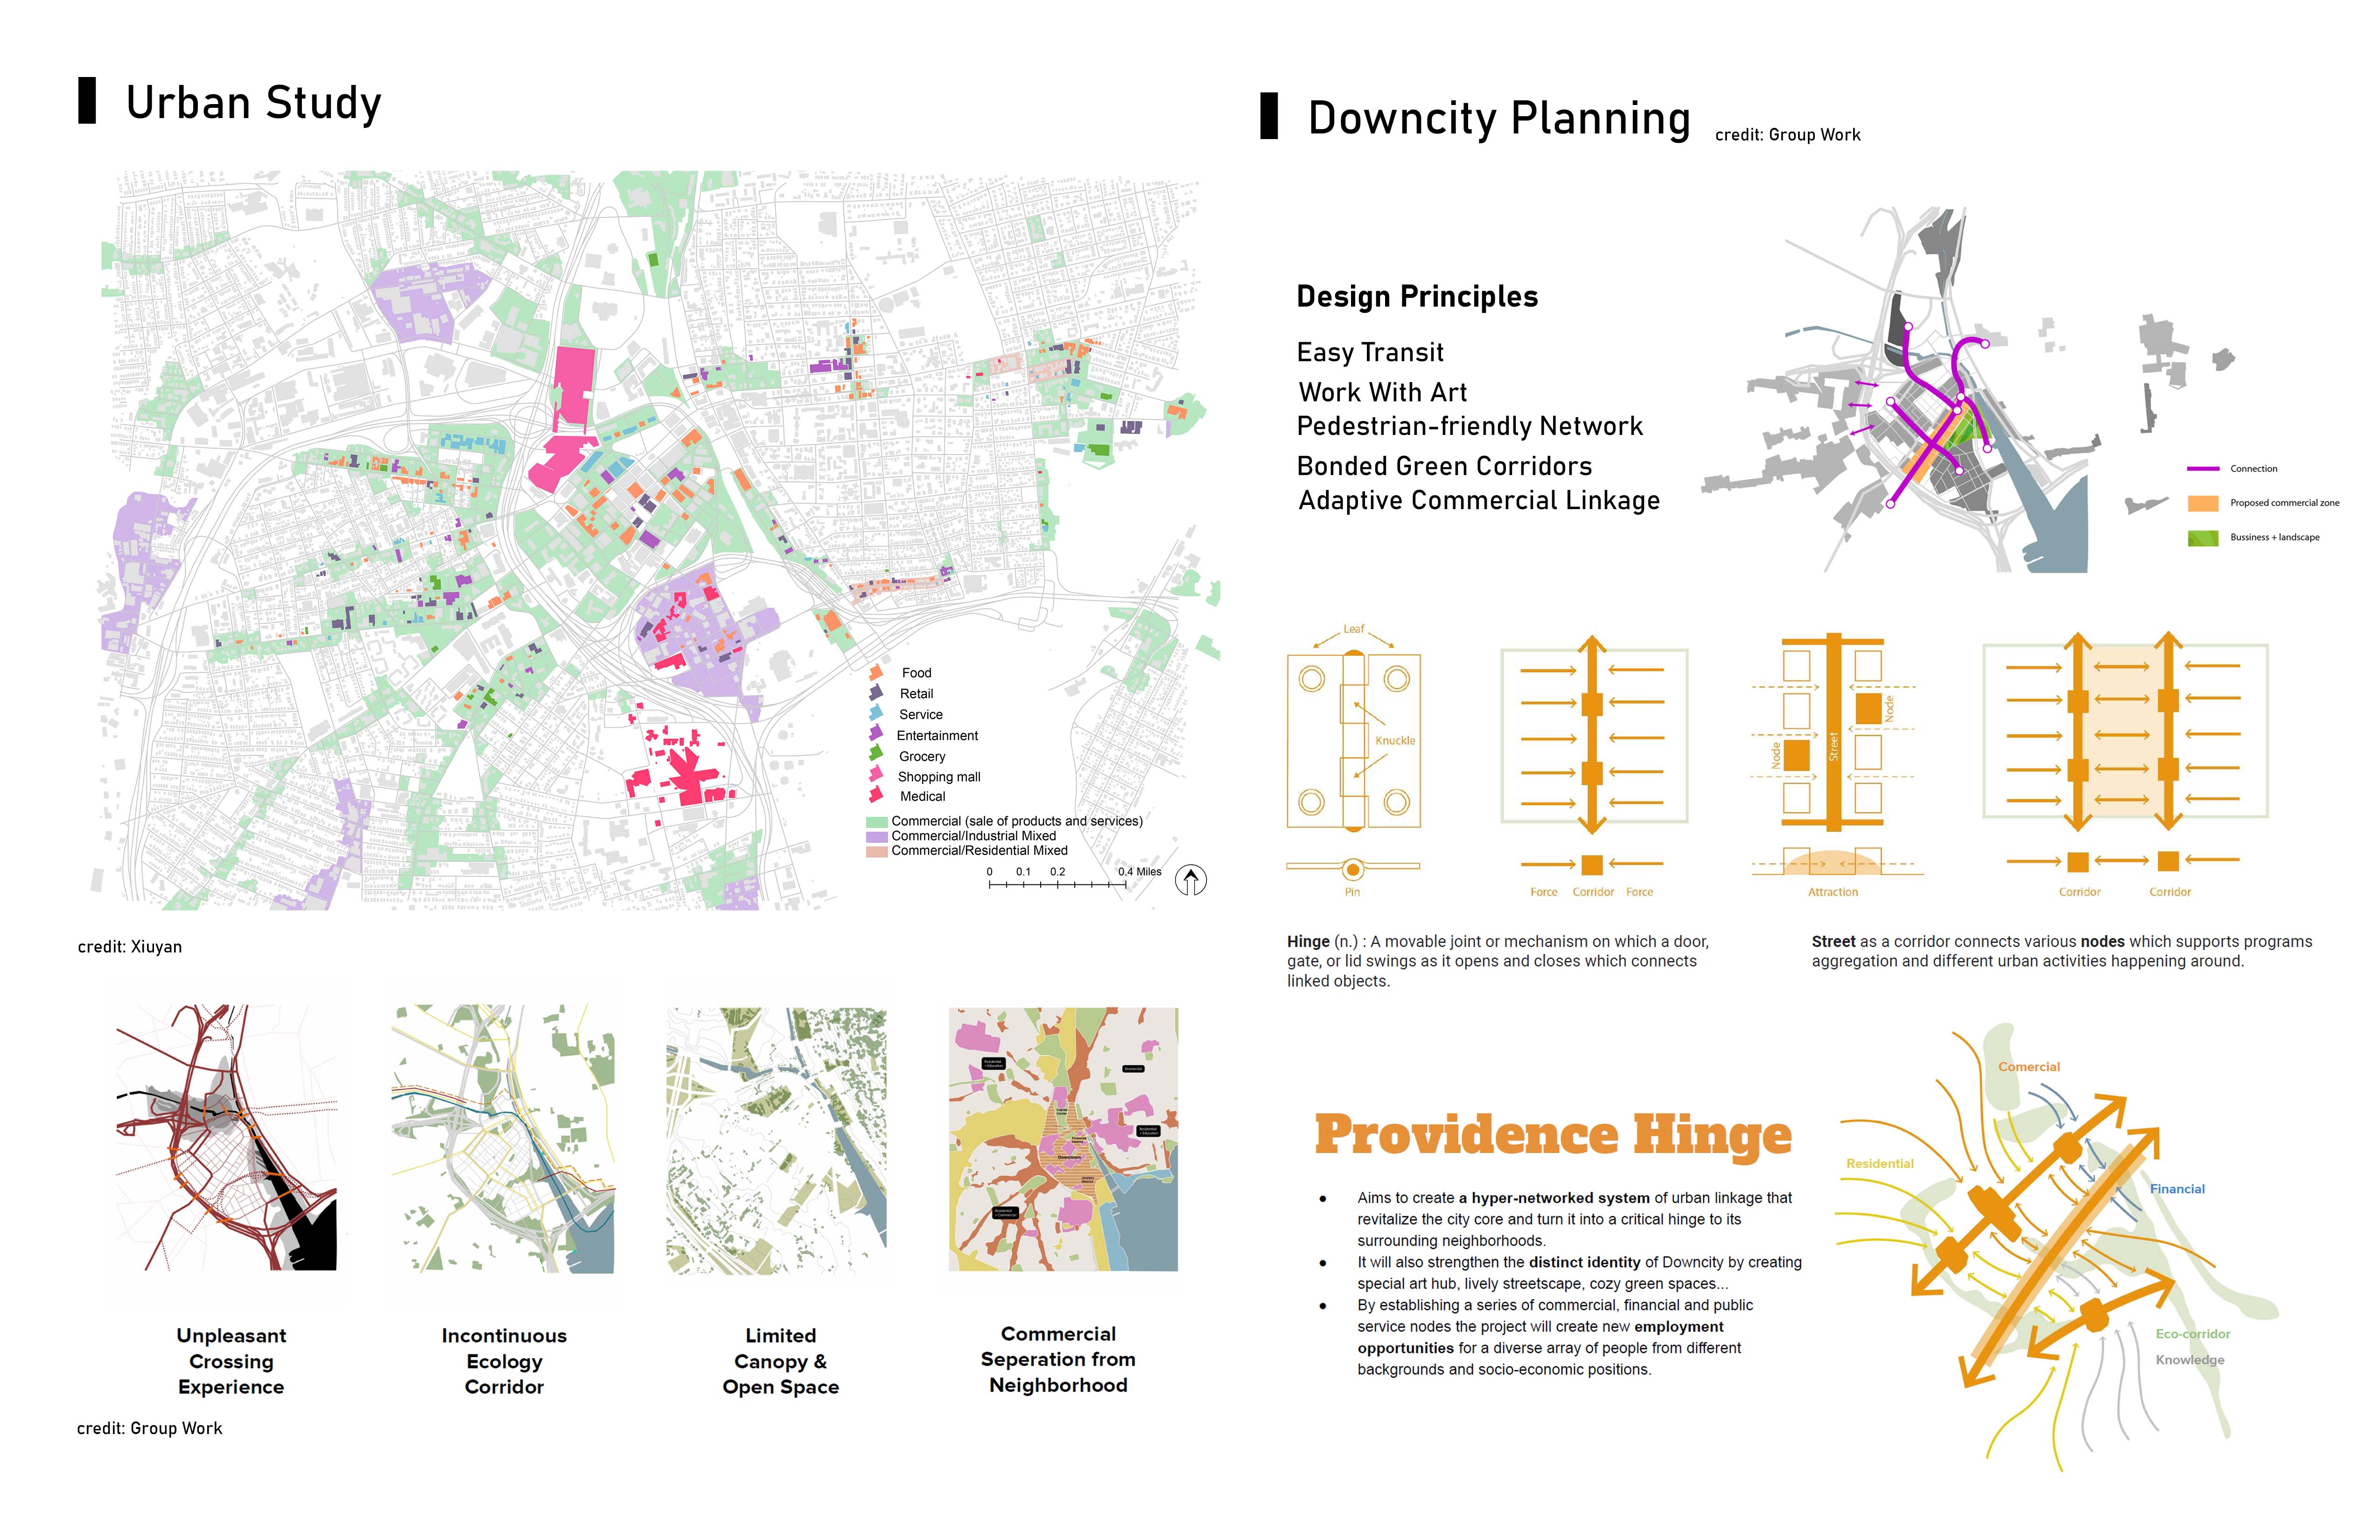 Urban Study
Food
Retail
Service
Entertainment
Grocery
Shopping mall
Medical
Commercial (sale of products and services)
Commercial/Industrial Mixed
Commercial/Residential Mixed
0 0.1 0.2 0.4 Miles
credit: Xiuyan
Unpleasant
Crossing
Experience
Incontinuous
Ecology
Corridor
Limited
Canopy &
Open Space
Commercial
Seperation from
Neighborhood
credit: Group Work
Downcity Planning
credit: Group Work
Design Principles
Easy Transit
Work With Art
Pedestrian-friendly Network
Bonded Green Corridors
Adaptive Commercial Linkage
Connection
Proposed commercial zone
Bussiness + landscape
Leaf
Knuckle
Pin
Force Corridor Force
Node
Street
Node
Attraction
Corridor Corridor
Hinge (n.) : A movable joint or mechanism on which a door,
gate, or lid swings as it opens and closes which connects
linked objects.
Street as a corridor connects various nodes which supports programs
aggregation and different urban activities happening around.
Providence Hinge
● Aims to create a hyper-networked system of urban linkage that
revitalize the city core and turn it into a critical hinge to its
surrounding neighborhoods.
● It will also strengthen the distinct identity of Downcity by creating
special art hub, lively streetscape, cozy green spaces...
● By establishing a series of commercial, financial and public
service nodes the project will create new employment
opportunities for a diverse array of people from different
backgrounds and socio-economic positions.
Comercial
Residential
Financial
Eco-corridor
Knowledge